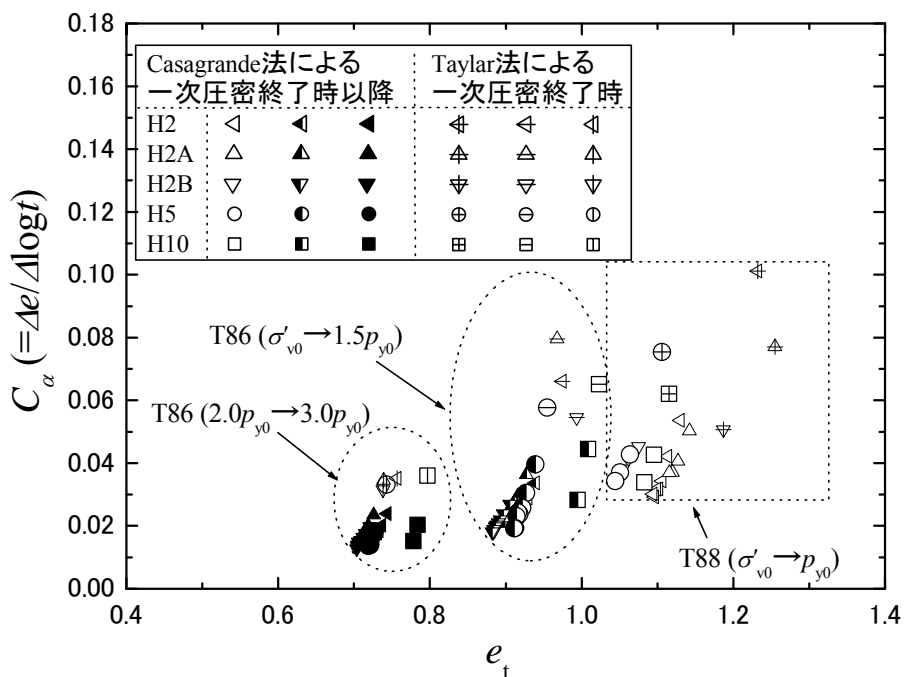 0.18
0.16
0.14
0.12
0.10
0.08
0.06
0.04
0.02
0.00
Cα (=Δe/Δlogt)
Casagrande法による
一次圧密終了時以降
Taylar法による
一次圧密終了時
H2
H2A
H2B
H5
H10
T86 (σ′v0→1.5py0)
T86 (2.0py0→3.0py0)
T88 (σ′v0→py0)
0.4 0.6 0.8 1.0 1.2 1.4
et